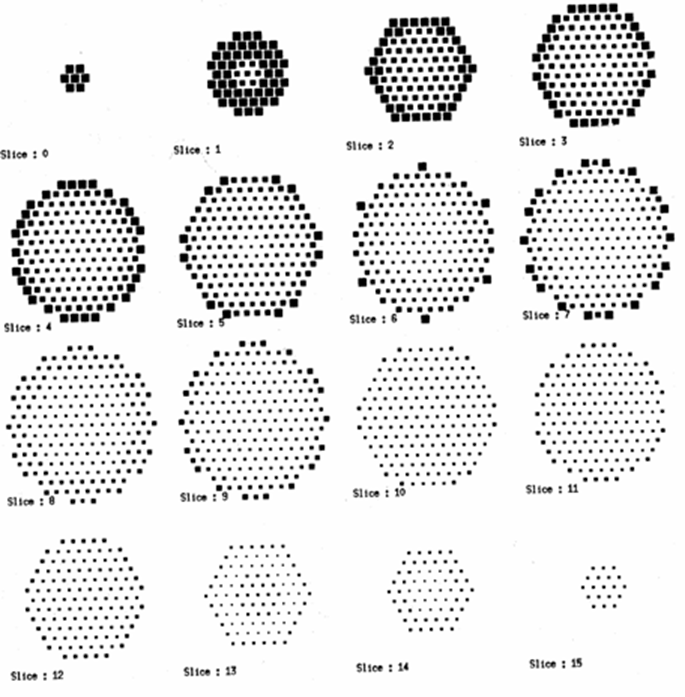 Slice : 0
Slice : 1
Slice : 2
Slice : 3
Slice : 4
Slice : 5
Slice : 6
Slice : 7
Slice : 8
Slice : 9
Slice : 10
Slice : 11
Slice : 12
Slice : 13
Slice : 14
Slice : 15